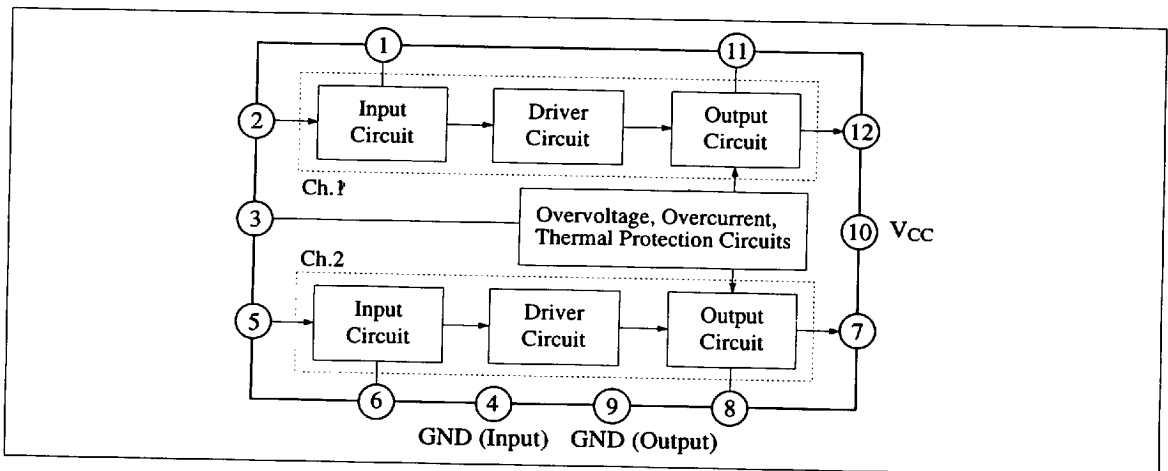 1
11
2
Input
Circuit
Driver
Circuit
Output
Circuit
12
Ch.1
3
Overvoltage, Overcurrent,
Thermal Protection Circuits
10
VCC
Ch.2
5
Input
Circuit
Driver
Circuit
Output
Circuit
7
6
4
9
8
GND (Input)
GND (Output)